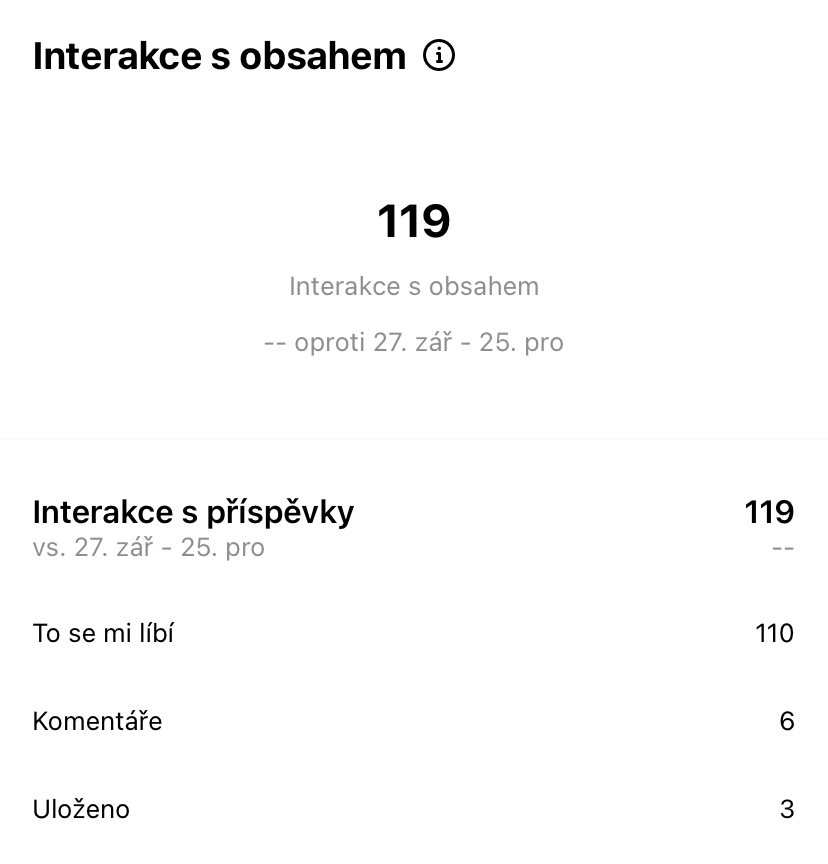 Interakce s obsahem
119
Interakce s obsahem
-- oproti 27. zář - 25. pro
Interakce s příspěvky 119
vs. 27. zář - 25. pro --
To se mi líbí 110
Komentáře 6
Uloženo 3